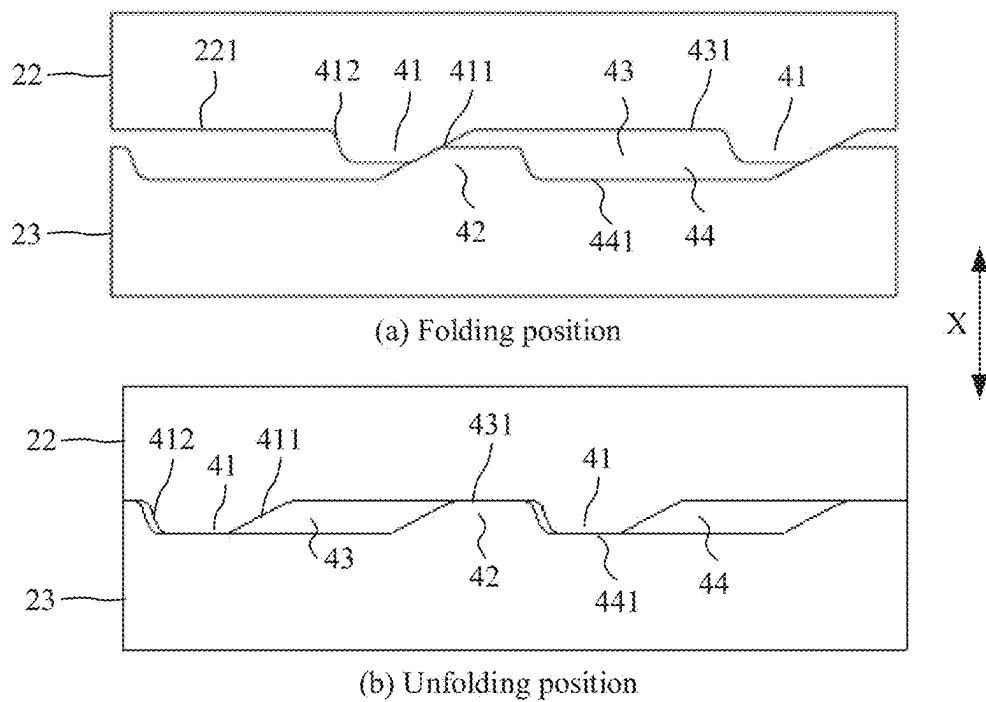 221 412 41 411 43 431 41
22
23
42 441 44
X
(a) Folding position
22
412 41 411 431 41
43 42 441 44
23
(b) Unfolding position